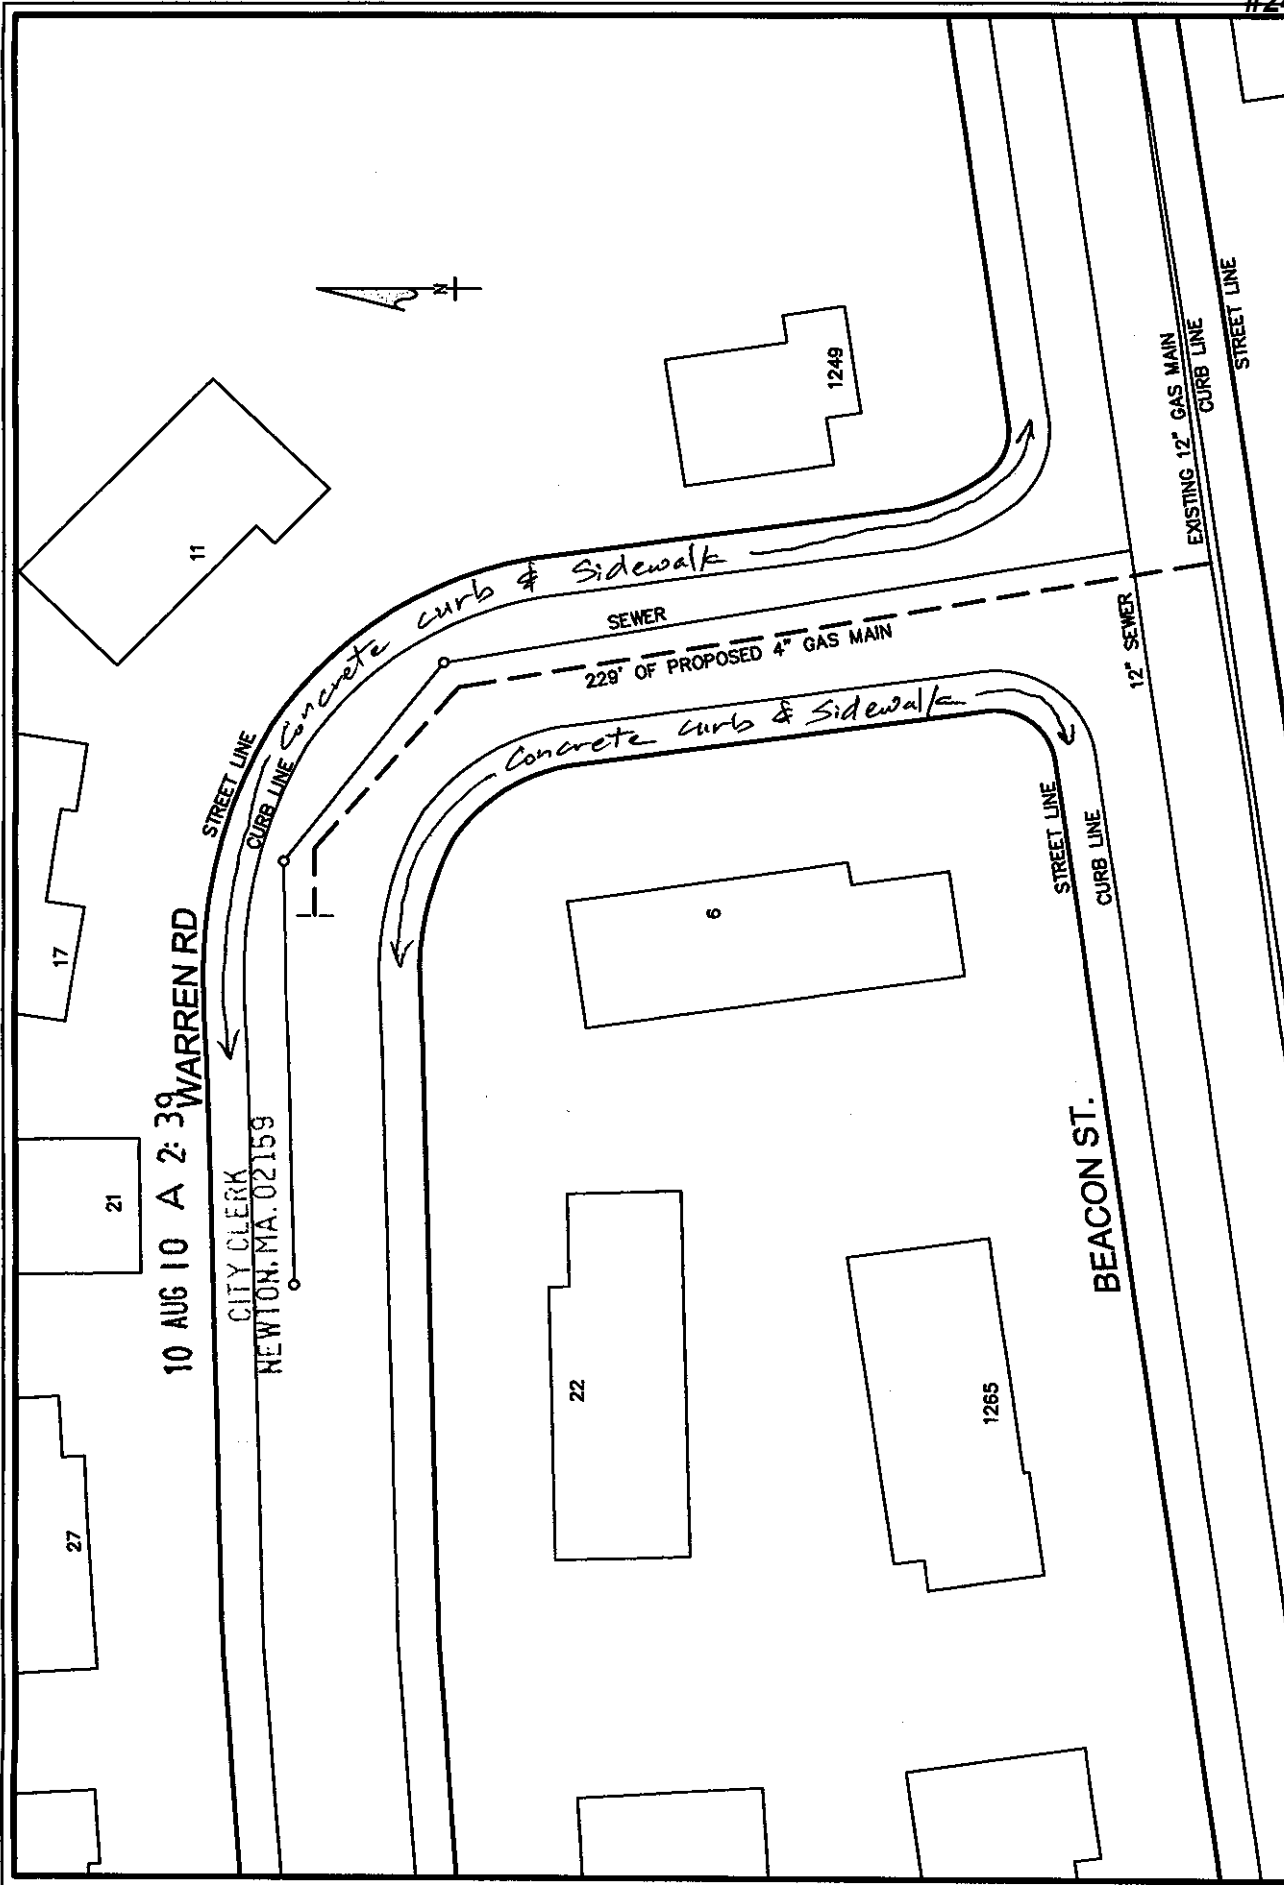 #24
11
17
21
27
WARREN RD
10 AUG 10 A 2: 39
CITY CLERK
NEWTON, MA. 02159
STREET LINE
CURB LINE
Concrete curb & Sidewalk
SEWER
229' OF PROPOSED 4" GAS MAIN
Concrete curb & Sidewalk
N
1249
6
22
1265
STREET LINE
CURB LINE
12" SEWER
EXISTING 12" GAS MAIN
CURB LINE
STREET LINE
BEACON ST.